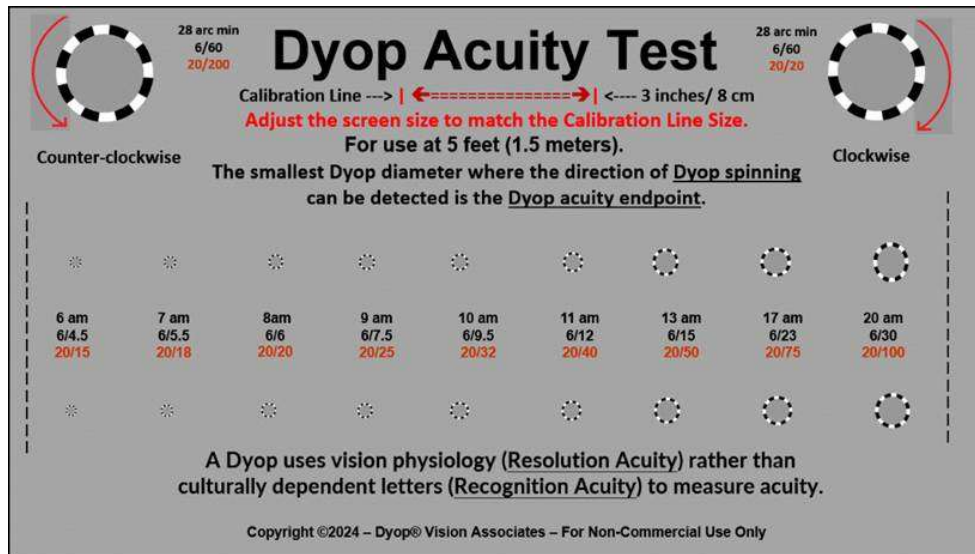 28 arc min
6/60
20/200
Dyop Acuity Test
28 arc min
6/60
20/20
Calibration Line ---> | <================> | <---- 3 inches/ 8 cm
Adjust the screen size to match the Calibration Line Size.
Counter-clockwise
For use at 5 feet (1.5 meters).
Clockwise
The smallest Dyop diameter where the direction of Dyop spinning
can be detected is the Dyop acuity endpoint.
6 am 7 am 8am 9 am 10 am 11 am 13 am 17 am 20 am
6/4.5 6/5.5 6/6 6/7.5 6/9.5 6/12 6/15 6/23 6/30
20/15 20/18 20/20 20/25 20/32 20/40 20/50 20/75 20/100
A Dyop uses vision physiology (Resolution Acuity) rather than
culturally dependent letters (Recognition Acuity) to measure acuity.
Copyright ©2024 – Dyop® Vision Associates – For Non-Commercial Use Only